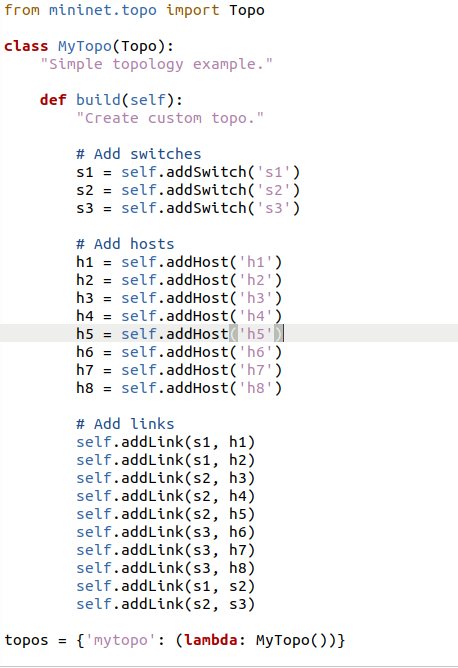 from mininet.topo import Topo

class MyTopo(Topo):
    "Simple topology example."

    def build(self):
        "Create custom topo."

        # Add switches
        s1 = self.addSwitch('s1')
        s2 = self.addSwitch('s2')
        s3 = self.addSwitch('s3')

        # Add hosts
        h1 = self.addHost('h1')
        h2 = self.addHost('h2')
        h3 = self.addHost('h3')
        h4 = self.addHost('h4')
        h5 = self.addHost('h5')
        h6 = self.addHost('h6')
        h7 = self.addHost('h7')
        h8 = self.addHost('h8')

        # Add links
        self.addLink(s1, h1)
        self.addLink(s1, h2)
        self.addLink(s2, h3)
        self.addLink(s2, h4)
        self.addLink(s2, h5)
        self.addLink(s3, h6)
        self.addLink(s3, h7)
        self.addLink(s3, h8)
        self.addLink(s1, s2)
        self.addLink(s2, s3)

topos = {'mytopo': (lambda: MyTopo())}